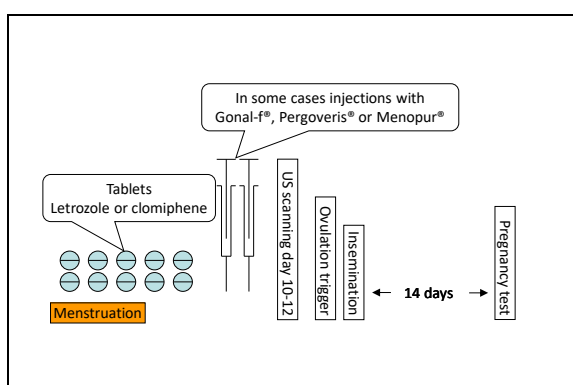 In some cases injections with
Gonal-f®, Pergoveris® or Menopur®
Tablets
Letrozole or clomiphene
Menstruation
US scanning day 10-12
Ovulation trigger
Insemination
14 days
Pregnancy test